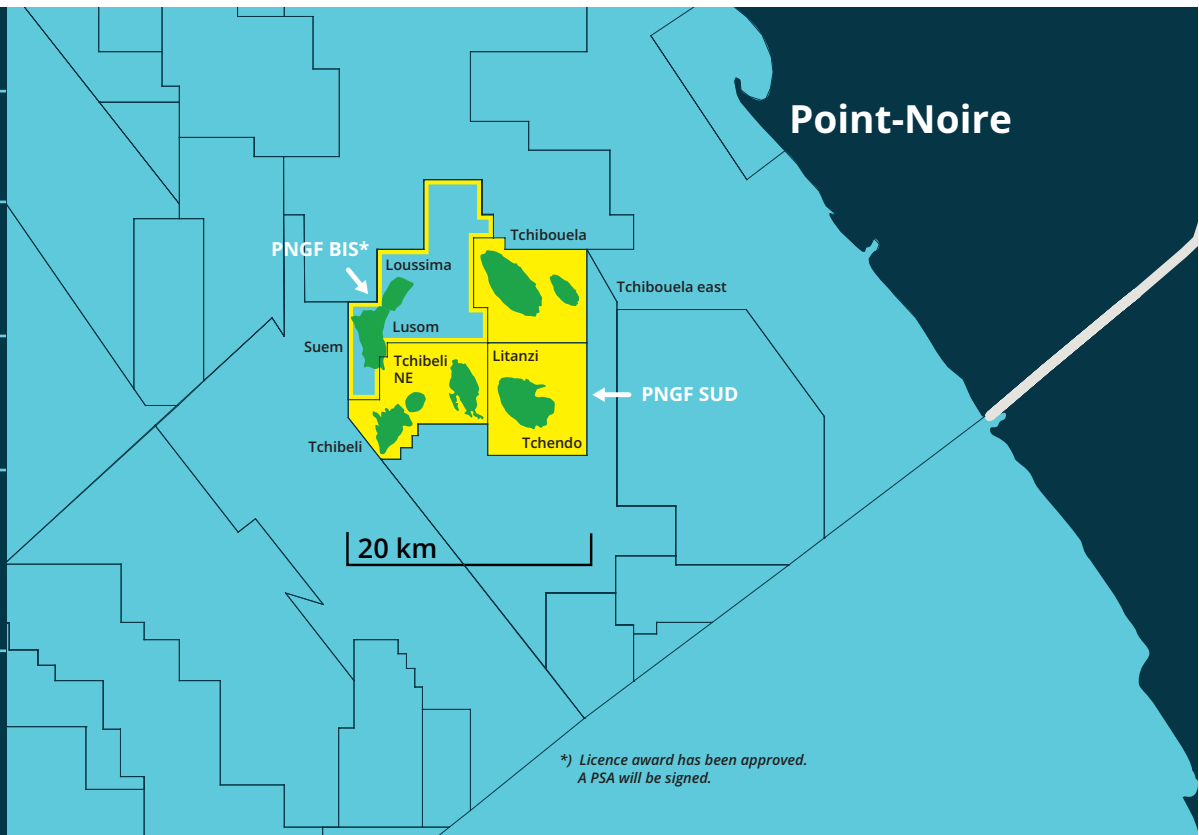 Point-Noire
Tchibouela
PNGF BIS*
Loussima
Tchibouela east
Lusom
Suem
Tchibeli
NE
Litanzi
PNGF SUD
Tchibeli
Tchendo
20 km
*) Licence award has been approved.
A PSA will be signed.